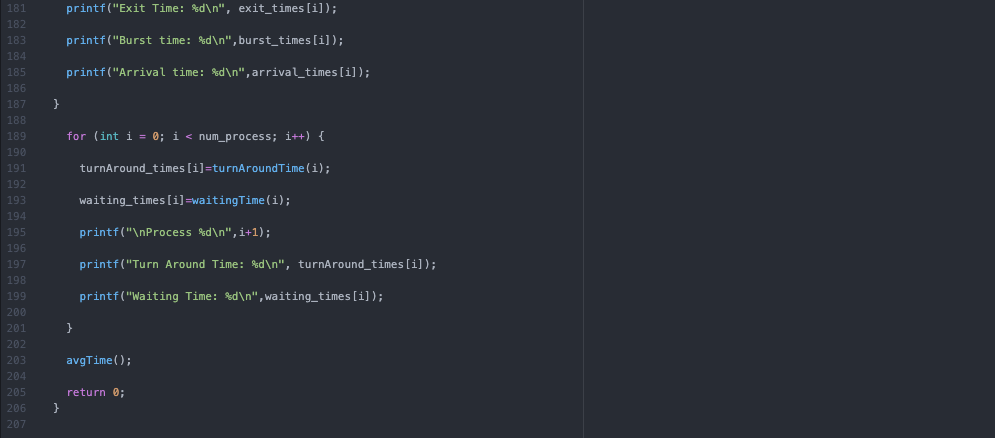 181 printf("Exit Time: %d\n", exit_times[i]);
182
183 printf("Burst time: %d\n",burst_times[i]);
184
185 printf("Arrival time: %d\n",arrival_times[i]);
186
187 }
188
189 for (int i = 0; i < num_process; i++) {
190
191 turnAround_times[i]=turnAroundTime(i);
192
193 waiting_times[i]=waitingTime(i);
194
195 printf("\nProcess %d\n",i+1);
196
197 printf("Turn Around Time: %d\n", turnAround_times[i]);
198
199 printf("Waiting Time: %d\n",waiting_times[i]);
200
201 }
202
203 avgTime();
204
205 return 0;
206 }
207